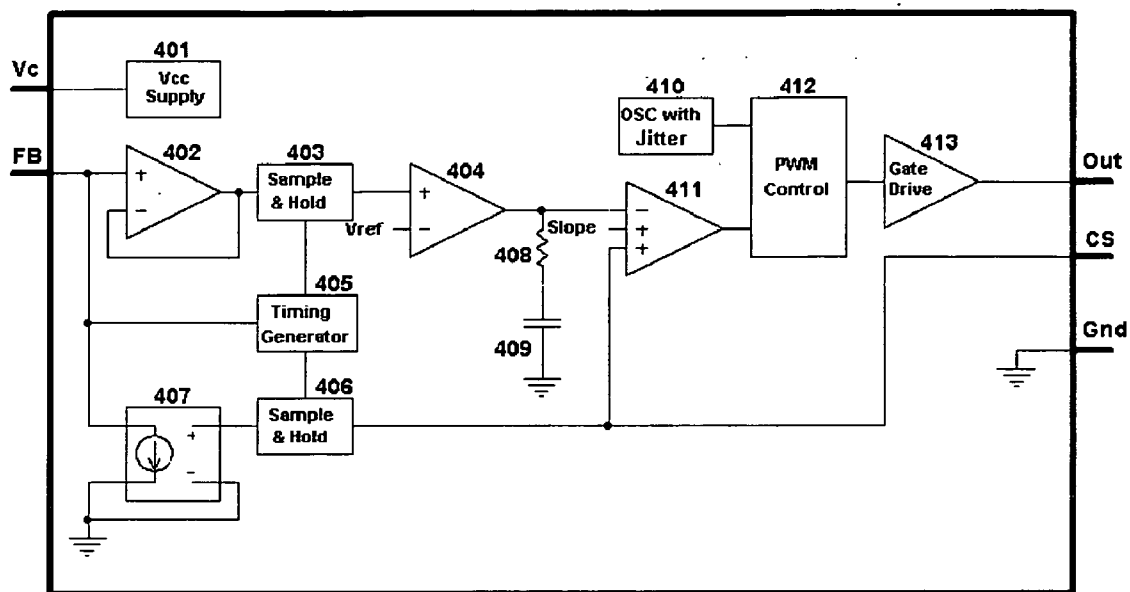 401
Vc
Vcc
Supply
FB
402
+
-
403
Sample
& Hold
404
+
-
Vref
405
Timing
Generator
406
Sample
& Hold
407
+
-
408
409
Slope
410
OSC with
Jitter
411
-
+
+
412
PWM
Control
413
Gate
Drive
Out
CS
Gnd